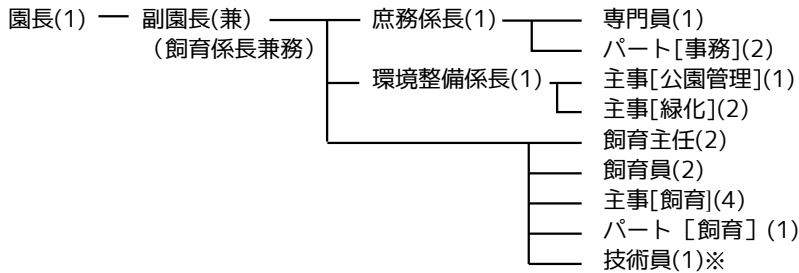 園長(1) 副園長(兼) 庶務係長(1) 専門員(1)
(飼育係長兼務) パート[事務](2)
環境整備係長(1) 主事[公園管理](1)
主事[緑化](2)
飼育主任(2)
飼育員(2)
主事[飼育](4)
パート［飼育］(1)
技術員(1)※